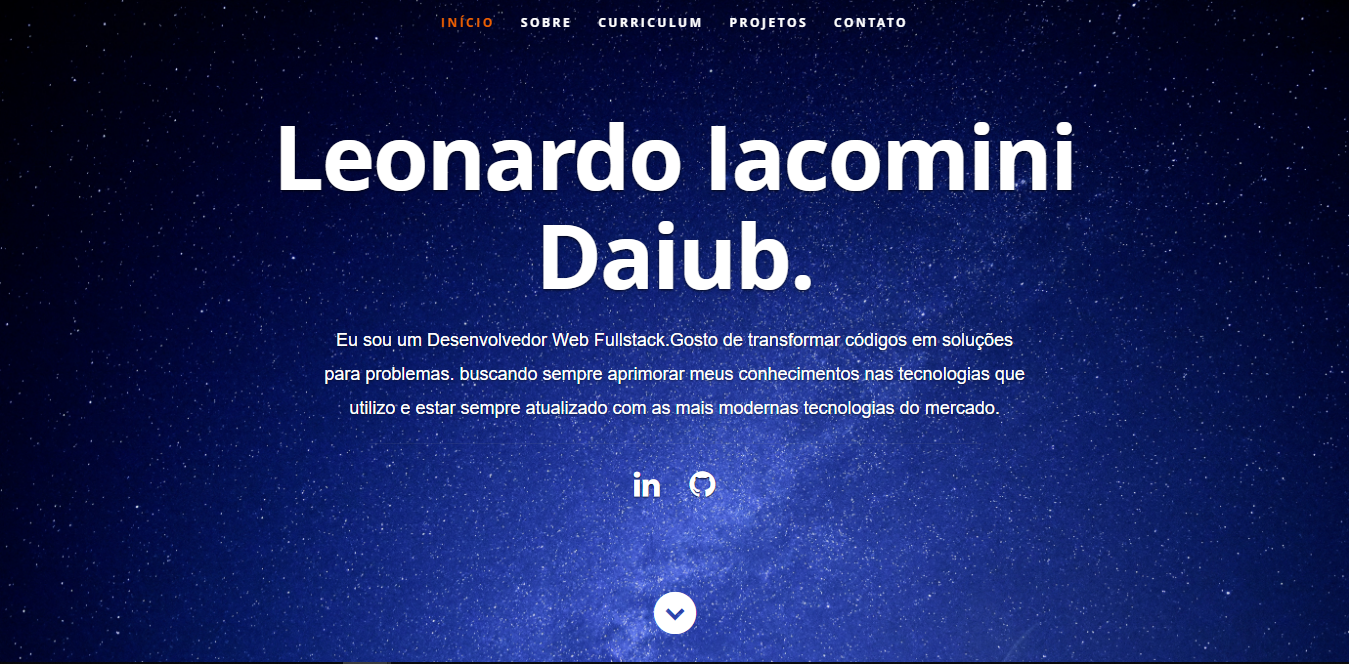 INÍCIO SOBRE CURRICULUM PROJETOS CONTATO
Leonardo Iacomini
Daiub.
Eu sou um Desenvolvedor Web Fullstack.Gosto de transformar códigos em soluções
para problemas. buscando sempre aprimorar meus conhecimentos nas tecnologias que
utilizo e estar sempre atualizado com as mais modernas tecnologias do mercado.
in